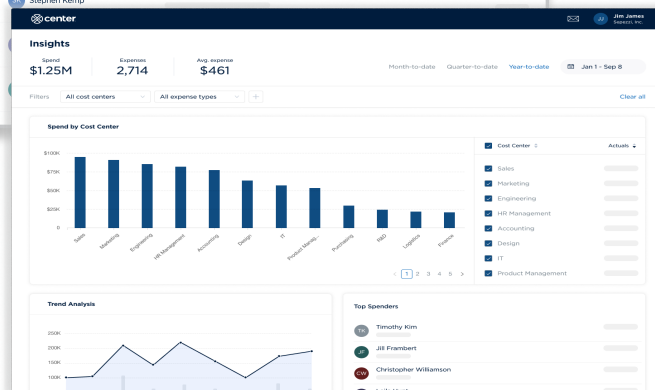 Stephen Kemp
center
Jim James
Sapezzi, Inc.
Insights
Spend
Expenses
Avg. expense
$1.25M
2,714
$461
Month-to-date Quarter-to-date Year-to-date Jan 1 - Sep 8
Filters All cost centers All expense types + Clear all
Spend by Cost Center
Cost Center Actuals
$100K
$75K
$50K
$25K
0
Sales
Marketing
Engineering
HR Management
Accounting
Design
IT
Product Manag...
Purchasing
R&D
Logistics
Finance
< 1 2 3 4 5 >
Sales
Marketing
Engineering
HR Management
Accounting
Design
IT
Product Management
Trend Analysis
250K
200K
150K
100K
Top Spenders
TK Timothy Kim
JF Jill Frambert
CW Christopher Williamson